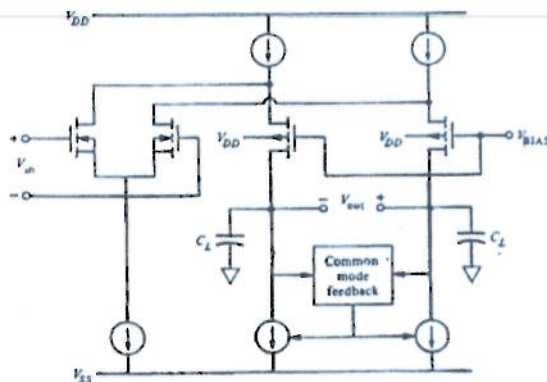 V_DD
+
V_in
−
V_DD
V_DD
V_BIAS
− V_out +
C_L
C_L
Common
mode
feedback
V_SS